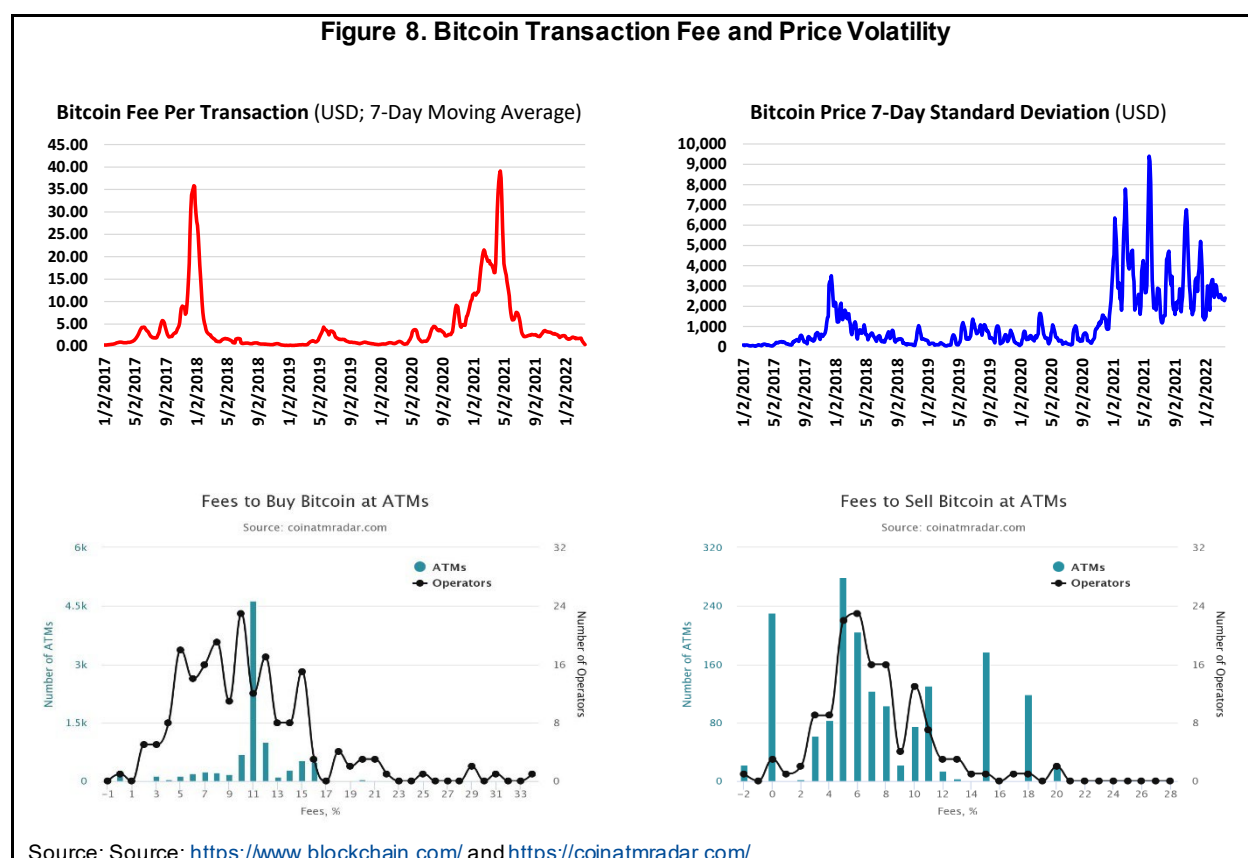 Figure 8. Bitcoin Transaction Fee and Price Volatility
Bitcoin Fee Per Transaction (USD; 7-Day Moving Average)
45.00
40.00
35.00
30.00
25.00
20.00
15.00
10.00
5.00
0.00
1/2/2017
5/2/2017
9/2/2017
1/2/2018
5/2/2018
9/2/2018
1/2/2019
5/2/2019
9/2/2019
1/2/2020
5/2/2020
9/2/2020
1/2/2021
5/2/2021
9/2/2021
1/2/2022
Bitcoin Price 7-Day Standard Deviation (USD)
10,000
9,000
8,000
7,000
6,000
5,000
4,000
3,000
2,000
1,000
0
1/2/2017
5/2/2017
9/2/2017
1/2/2018
5/2/2018
9/2/2018
1/2/2019
5/2/2019
9/2/2019
1/2/2020
5/2/2020
9/2/2020
1/2/2021
5/2/2021
9/2/2021
1/2/2022
Fees to Buy Bitcoin at ATMs
Source: coinatmradar.com
6k
4.5k
3k
1.5k
0
Number of ATMs
ATMs
Operators
32
24
16
8
0
Number of Operators
−1 1 3 5 7 9 11 13 15 17 19 21 23 25 27 29 31 33
Fees, %
Fees to Sell Bitcoin at ATMs
Source: coinatmradar.com
320
240
160
80
0
Number of ATMs
ATMs
Operators
32
24
16
8
0
Number of Operators
−2 0 2 4 6 8 10 12 14 16 18 20 22 24 26 28
Fees, %
Source: Source: https://www.blockchain.com/ and https://coinatmradar.com/